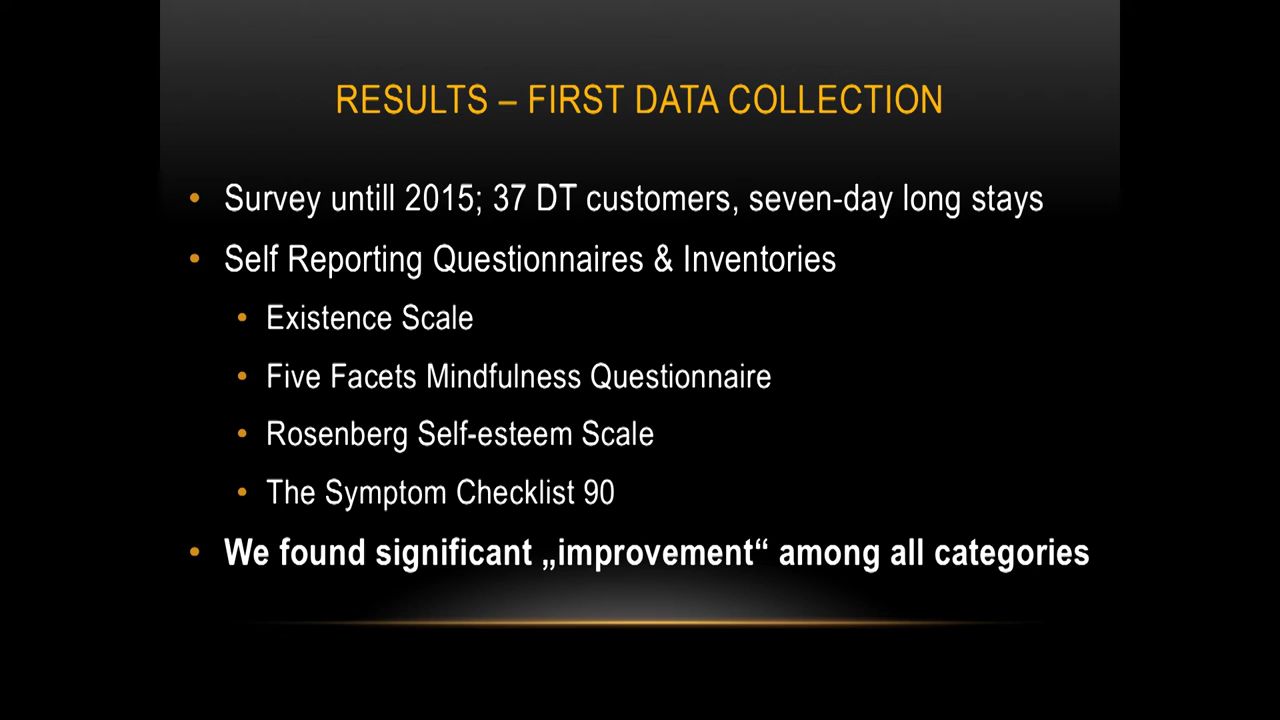 RESULTS – FIRST DATA COLLECTION
• Survey untill 2015; 37 DT customers, seven-day long stays
• Self Reporting Questionnaires & Inventories
• Existence Scale
• Five Facets Mindfulness Questionnaire
• Rosenberg Self-esteem Scale
• The Symptom Checklist 90
• We found significant „improvement“ among all categories